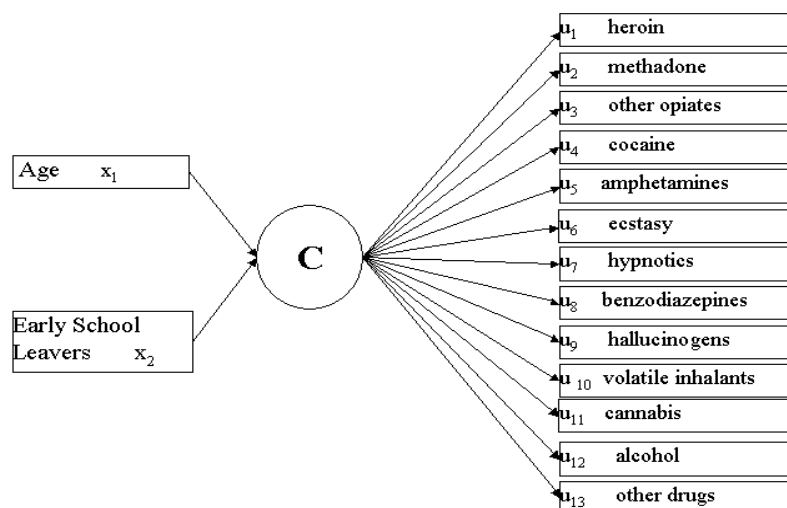 Age x1
Early School
Leavers x2
C
u1 heroin
u2 methadone
u3 other opiates
u4 cocaine
u5 amphetamines
u6 ecstasy
u7 hypnotics
u8 benzodiazepines
u9 hallucinogens
u10 volatile inhalants
u11 cannabis
u12 alcohol
u13 other drugs